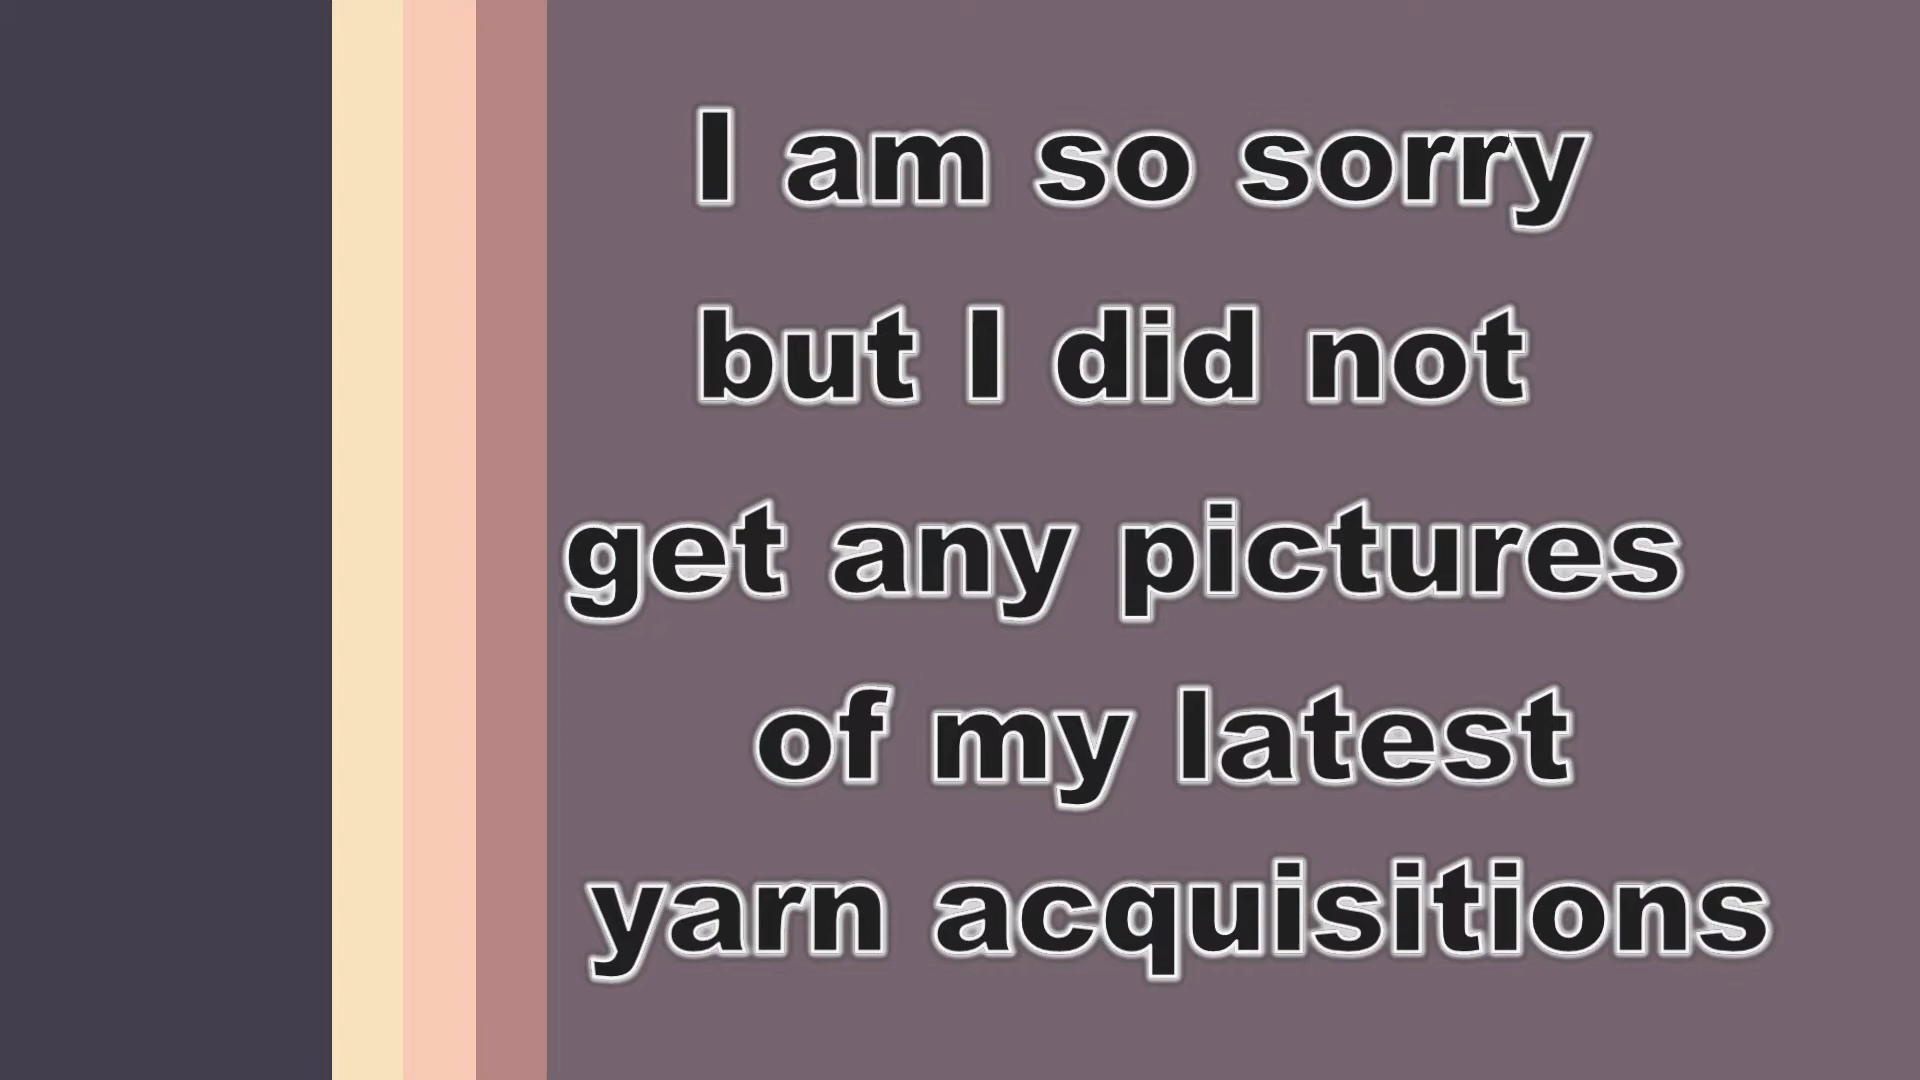 I am so sorry
but I did not
get any pictures
of my latest
yarn acquisitions